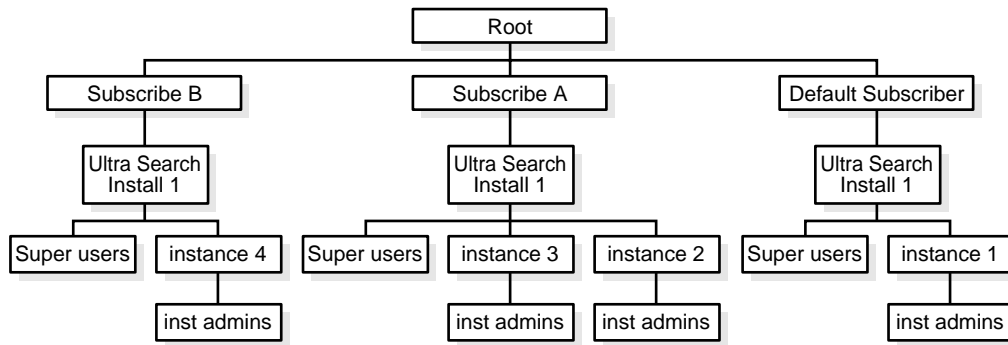 Root
Subscribe B
Subscribe A
Default Subscriber
Ultra Search
Install 1
Ultra Search
Install 1
Ultra Search
Install 1
Super users
instance 4
Super users
instance 3
instance 2
Super users
instance 1
inst admins
inst admins
inst admins
inst admins